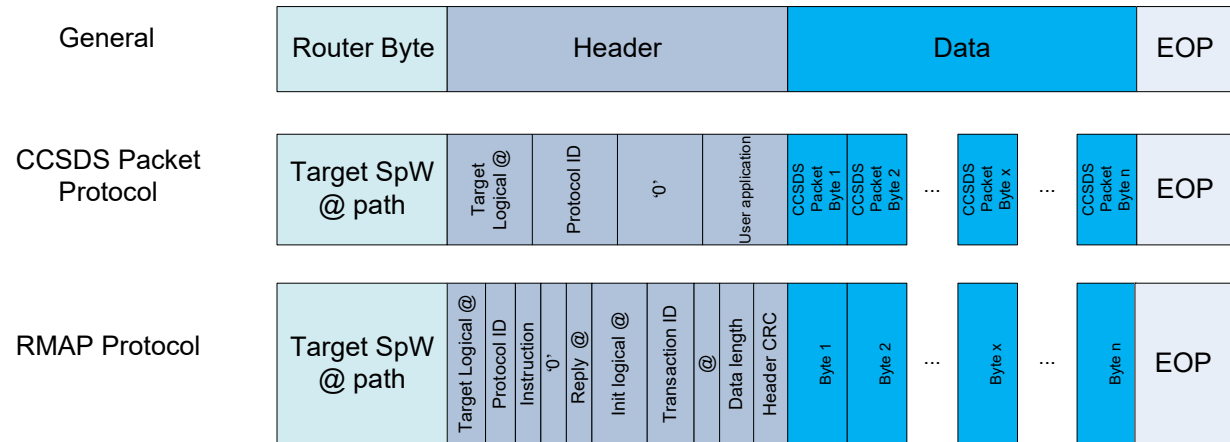 General
Router Byte
Header
Data
EOP
CCSDS Packet
Protocol
Target SpW
@ path
Target
Logical @
Protocol ID
‘0’
User application
CCSDS
Packet
Byte 1
CCSDS
Packet
Byte 2
...
CCSDS
Packet
Byte x
...
CCSDS
Packet
Byte n
EOP
RMAP Protocol
Target SpW
@ path
Target Logical @
Protocol ID
Instruction
‘0’
Reply @
Init logical @
Transaction ID
@
Data length
Header CRC
Byte 1
Byte 2
...
Byte x
...
Byte n
EOP